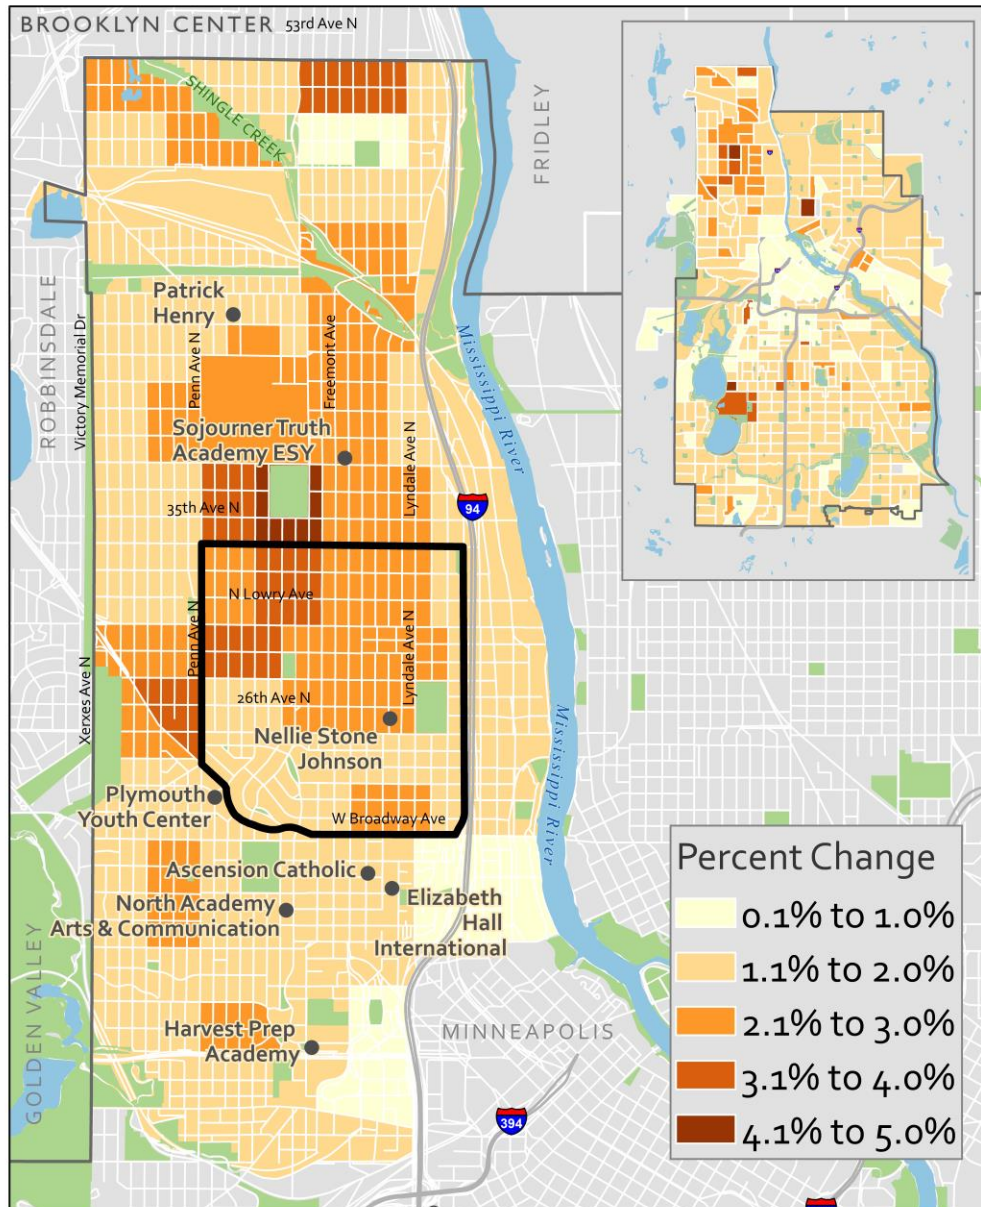 BROOKLYN CENTER
53rd Ave N
SHINGLE CREEK
FRIDLEY
ROBBINSDALE
Victory Memorial Dr
Patrick
Henry
Penn Ave N
Freemont Ave
Mississippi River
Sojourner Truth
Academy ESY
Lyndale Ave N
35th Ave N
94
N Lowry Ave
Penn Ave N
Lyndale Ave N
Xerxes Ave N
26th Ave N
Nellie Stone
Johnson
Mississippi River
Plymouth
Youth Center
W Broadway Ave
Ascension Catholic
North Academy
Arts & Communication
Elizabeth
Hall
International
GOLDEN VALLEY
Harvest Prep
Academy
MINNEAPOLIS
394
Percent Change
0.1% to 1.0%
1.1% to 2.0%
2.1% to 3.0%
3.1% to 4.0%
4.1% to 5.0%